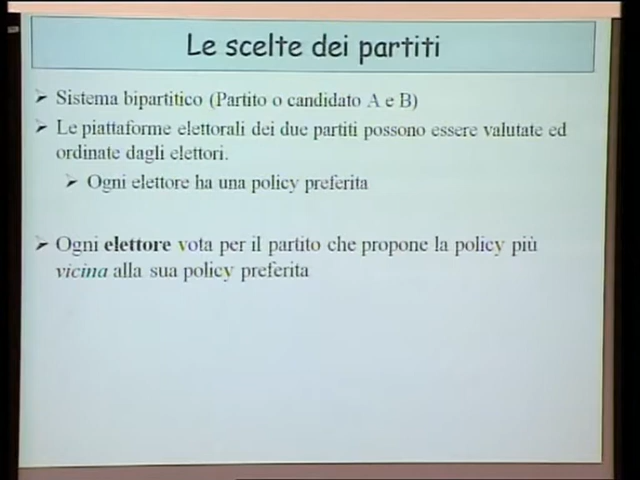 Le scelte dei partiti
Sistema bipartitico (Partito o candidato A e B)
Le piattaforme elettorali dei due partiti possono essere valutate ed
ordinate dagli elettori.
Ogni elettore ha una policy preferita
Ogni elettore vota per il partito che propone la policy più
vicina alla sua policy preferita